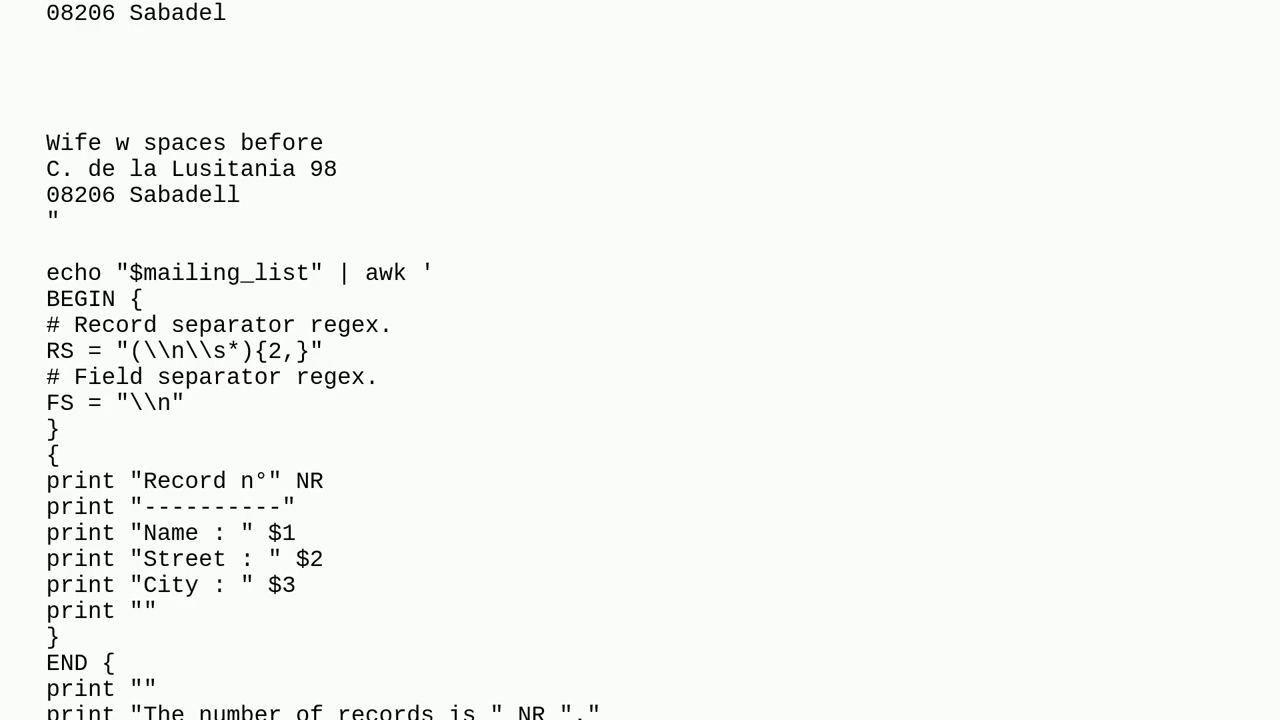 08206 Sabadel
Wife w spaces before
C. de la Lusitania 98
08206 Sabadell
"
echo "$mailing_list" | awk '
BEGIN {
# Record separator regex.
RS = "(\\n\\s*){2,}"
# Field separator regex.
FS = "\\n"
}
{
print "Record n°" NR
print "----------"
print "Name : " $1
print "Street : " $2
print "City : " $3
print ""
}
END {
print ""
print "The number of records is " NR "."